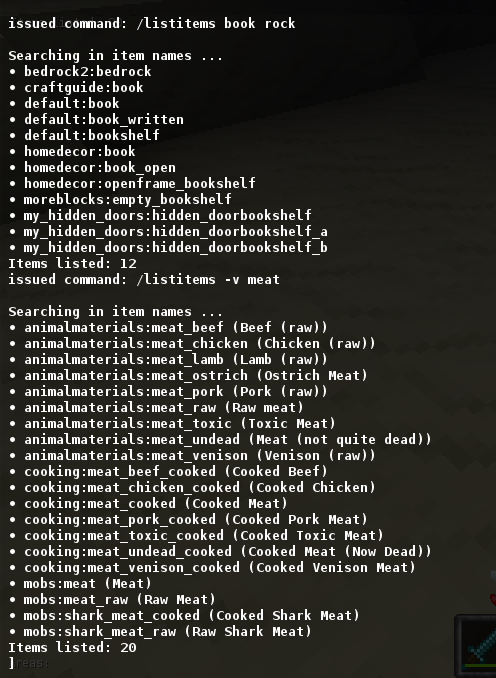 issued command: /listitems book rock
Searching in item names ...
• bedrock2:bedrock
• craftguide:book
• default:book
• default:book_written
• default:bookshelf
• homedecor:book
• homedecor:book_open
• homedecor:openframe_bookshelf
• moreblocks:empty_bookshelf
• my_hidden_doors:hidden_doorbookshelf
• my_hidden_doors:hidden_doorbookshelf_a
• my_hidden_doors:hidden_doorbookshelf_b
Items listed: 12
issued command: /listitems -v meat
Searching in item names ...
• animalmaterials:meat_beef (Beef (raw))
• animalmaterials:meat_chicken (Chicken (raw))
• animalmaterials:meat_lamb (Lamb (raw))
• animalmaterials:meat_ostrich (Ostrich Meat)
• animalmaterials:meat_pork (Pork (raw))
• animalmaterials:meat_raw (Raw meat)
• animalmaterials:meat_toxic (Toxic Meat)
• animalmaterials:meat_undead (Meat (not quite dead))
• animalmaterials:meat_venison (Venison (raw))
• cooking:meat_beef_cooked (Cooked Beef)
• cooking:meat_chicken_cooked (Cooked Chicken)
• cooking:meat_cooked (Cooked Meat)
• cooking:meat_pork_cooked (Cooked Pork Meat)
• cooking:meat_toxic_cooked (Cooked Toxic Meat)
• cooking:meat_undead_cooked (Cooked Meat (Now Dead))
• cooking:meat_venison_cooked (Cooked Venison Meat)
• mobs:meat (Meat)
• mobs:meat_raw (Raw Meat)
• mobs:shark_meat_cooked (Cooked Shark Meat)
• mobs:shark_meat_raw (Raw Shark Meat)
Items listed: 20
]reas: